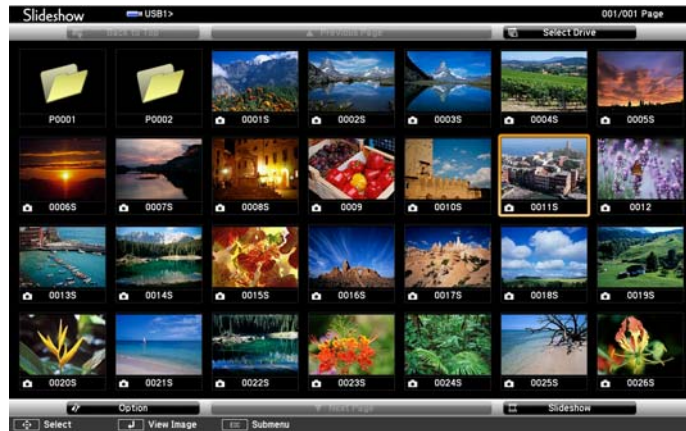 Slideshow USB1> 001/001 Page
Back to Top Previous Page Select Drive
P0001 P0002 0001S 0002S 0003S 0004S 0005S
0006S 0007S 0008S 0009 0010S 0011S 0012
0013S 0014S 0015S 0016S 0017S 0018S 0019S
0020S 0021S 0022S 0023S 0024S 0025S 0026S
Option Next Page Slideshow
Select View Image Esc Submenu